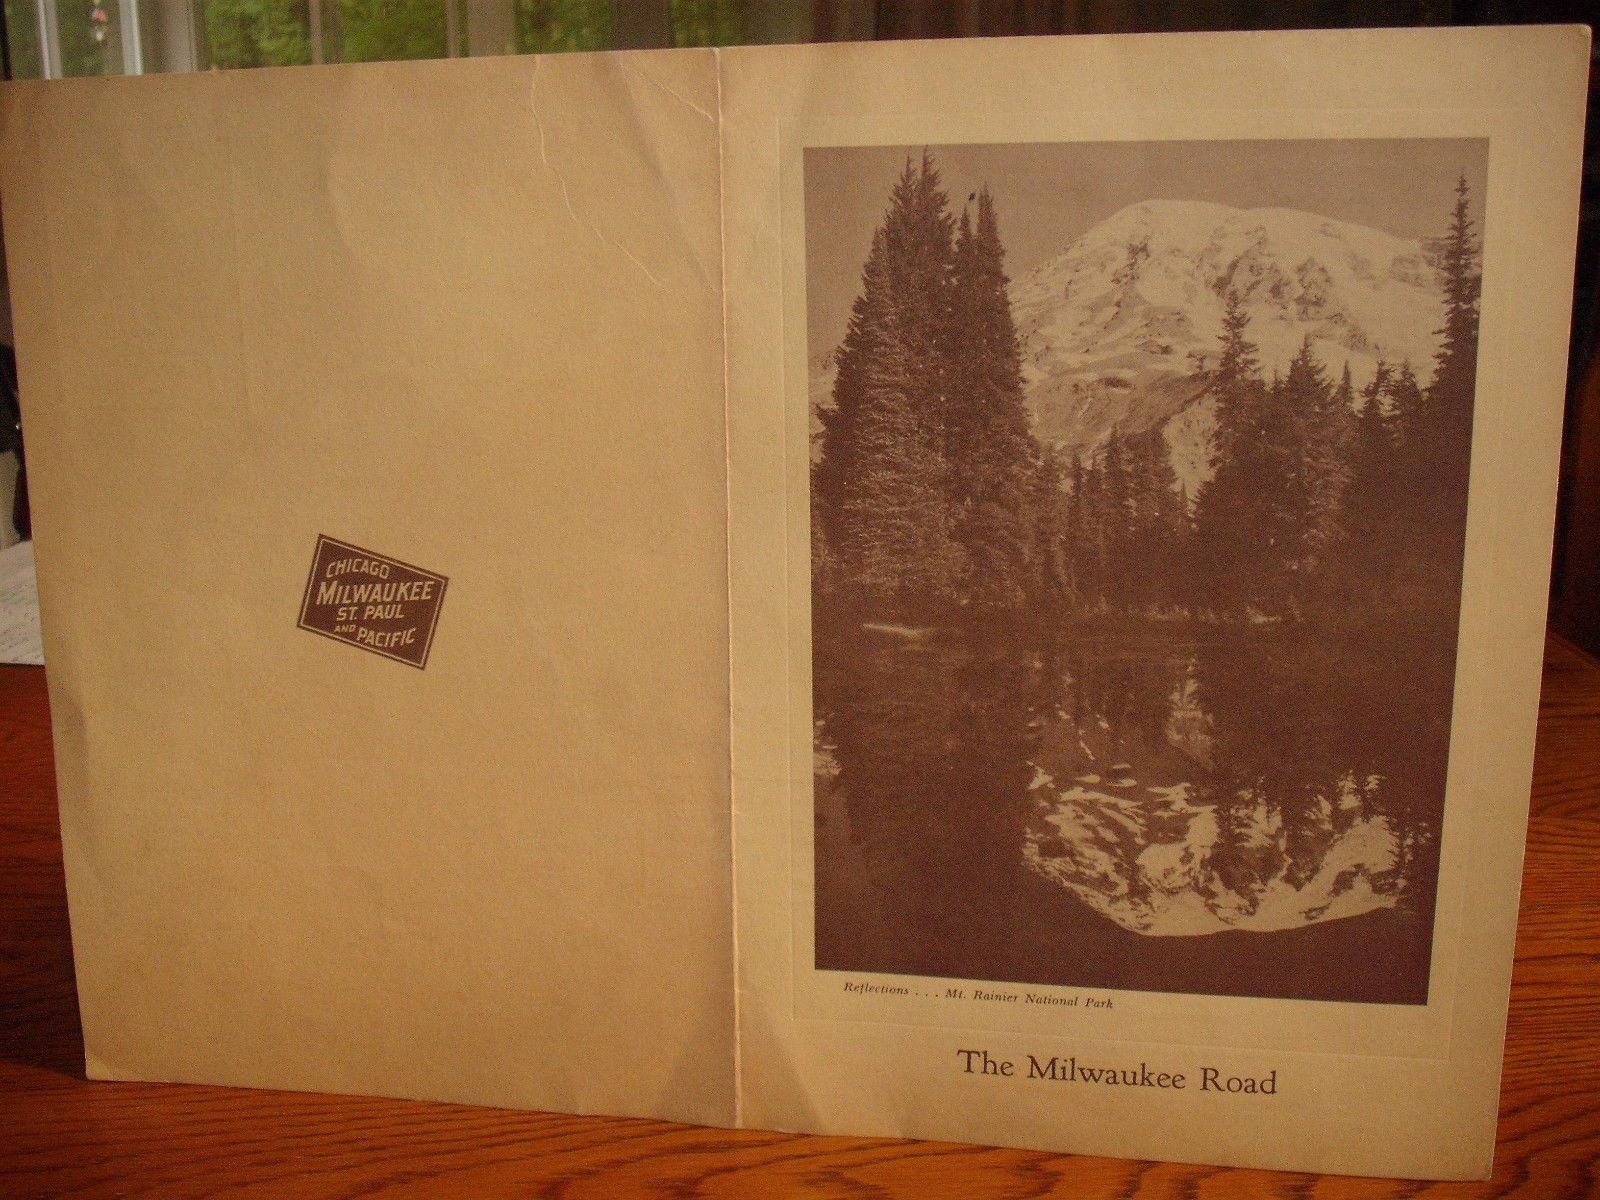 CHICAGO
MILWAUKEE
ST. PAUL
AND PACIFIC
Reflections . . . Mt. Rainier National Park
The Milwaukee Road